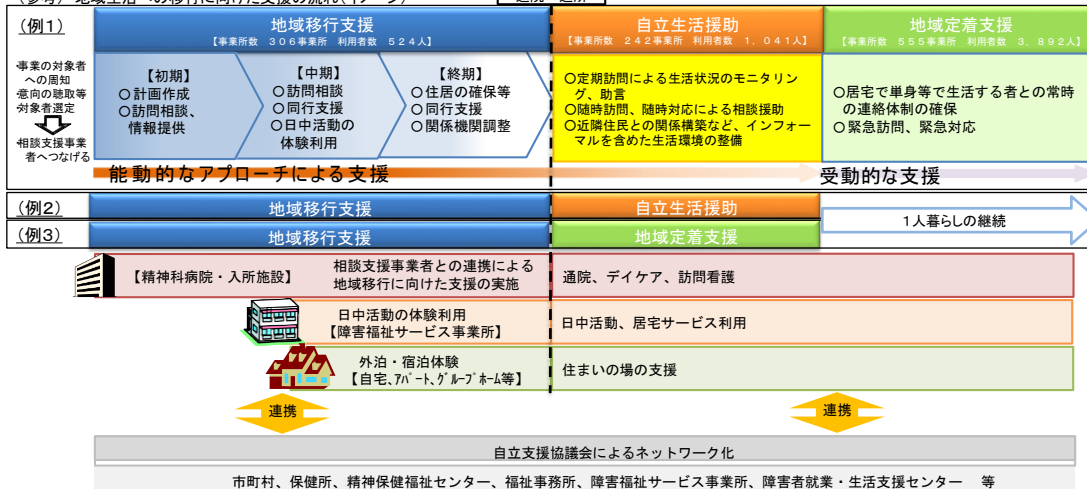 （参考）地域生活への移行に向けた支援の流れ（イメージ）
（例１）
地域移行支援
【事業所数 306事業所 利用者数 524人】
自立生活援助
【事業所数 242事業所 利用者数 1,041人】
地域定着支援
【事業所数 555事業所 利用者数 3,892人】
・事業の対象者
への周知
・意向の聴取等
・対象者選定
相談支援事業
者へつなげる
【初期】
○計画作成
○訪問相談、
情報提供
【中期】
○訪問相談
○同行支援
○日中活動の
体験利用
【終期】
○住居の確保等
○同行支援
○関係機関調整
○定期訪問による生活状況のモニタリン
グ、助言
○随時訪問、随時対応による相談援助
○近隣住民との関係構築など、インフォー
マルを含めた生活環境の整備
○居宅で単身等で生活する者との常時
の連絡体制の確保
○緊急訪問、緊急対応
能動的なアプローチによる支援
受動的な支援
（例２）
地域移行支援
自立生活援助
１人暮らしの継続
（例３）
地域移行支援
地域定着支援
【精神科病院・入所施設】
相談支援事業者との連携による
地域移行に向けた支援の実施
通院、デイケア、訪問看護
日中活動の体験利用
【障害福祉サービス事業所】
日中活動、居宅サービス利用
外泊・宿泊体験
【自宅、ｱﾊﾟｰﾄ、ｸﾞﾙｰﾌﾟﾎｰﾑ等】
住まいの場の支援
連携
連携
自立支援協議会によるネットワーク化
市町村、保健所、精神保健福祉センター、福祉事務所、障害福祉サービス事業所、障害者就業・生活支援センター　等